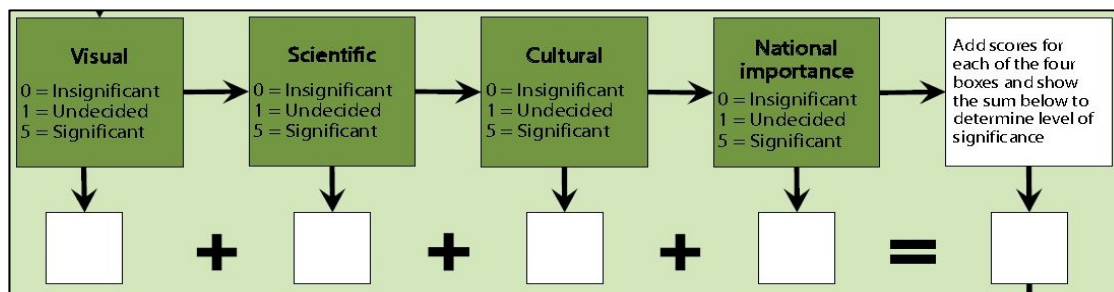 Visual
0 = Insignificant
1 = Undecided
5 = Significant
Scientific
0 = Insignificant
1 = Undecided
5 = Significant
Cultural
0 = Insignificant
1 = Undecided
5 = Significant
National
importance
0 = Insignificant
1 = Undecided
5 = Significant
Add scores for
each of the four
boxes and show
the sum below to
determine level of
significance
+ + + =